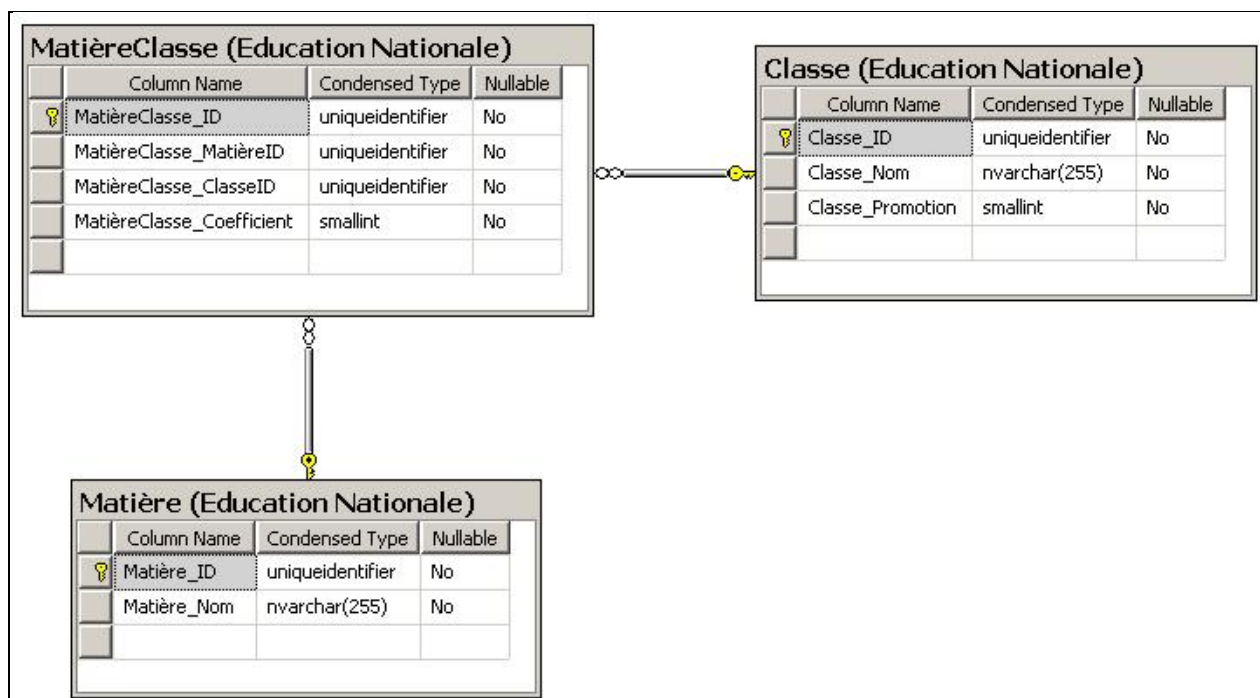 MatièreClasse (Education Nationale)
Column Name Condensed Type Nullable
MatièreClasse_ID uniqueidentifier No
MatièreClasse_MatièreID uniqueidentifier No
MatièreClasse_ClasseID uniqueidentifier No
MatièreClasse_Coefficient smallint No
Classe (Education Nationale)
Column Name Condensed Type Nullable
Classe_ID uniqueidentifier No
Classe_Nom nvarchar(255) No
Classe_Promotion smallint No
Matière (Education Nationale)
Column Name Condensed Type Nullable
Matière_ID uniqueidentifier No
Matière_Nom nvarchar(255) No